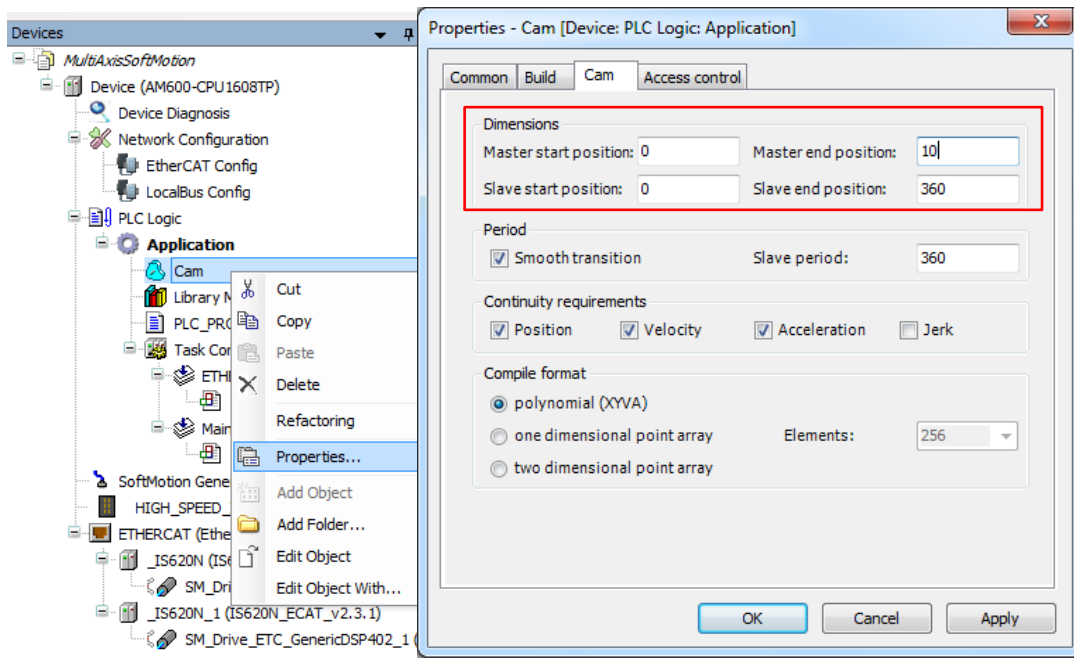 Devices
MultiAxisSoftMotion
Device (AM600-CPU1608TP)
Device Diagnosis
Network Configuration
EtherCAT Config
LocalBus Config
PLC Logic
Application
Cam
Library M
PLC_PRG
Task Con
ETHE
Main
SoftMotion Gene
HIGH_SPEED_
ETHERCAT (Ethe
_IS620N (IS6
SM_Dri
_IS620N_1 (IS620N_ECAT_v2.3.1)
SM_Drive_ETC_GenericDSP402_1 (
Cut
Copy
Paste
Delete
Refactoring
Properties...
Add Object
Add Folder...
Edit Object
Edit Object With...
Properties - Cam [Device: PLC Logic: Application]
Common Build Cam Access control
Dimensions
Master start position: 0 Master end position: 10
Slave start position: 0 Slave end position: 360
Period
Smooth transition Slave period: 360
Continuity requirements
Position Velocity Acceleration Jerk
Compile format
polynomial (XYVA)
one dimensional point array Elements: 256
two dimensional point array
OK Cancel Apply